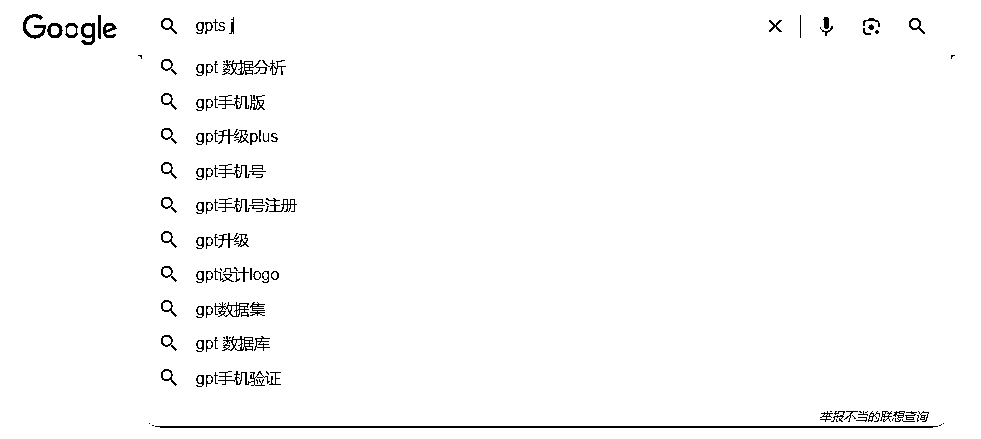 Google
gpts j
gpt 数据分析
gpt手机版
gpt升级plus
gpt手机号
gpt手机号注册
gpt升级
gpt设计logo
gpt数据集
gpt 数据库
gpt手机验证
举报不当的联想查询